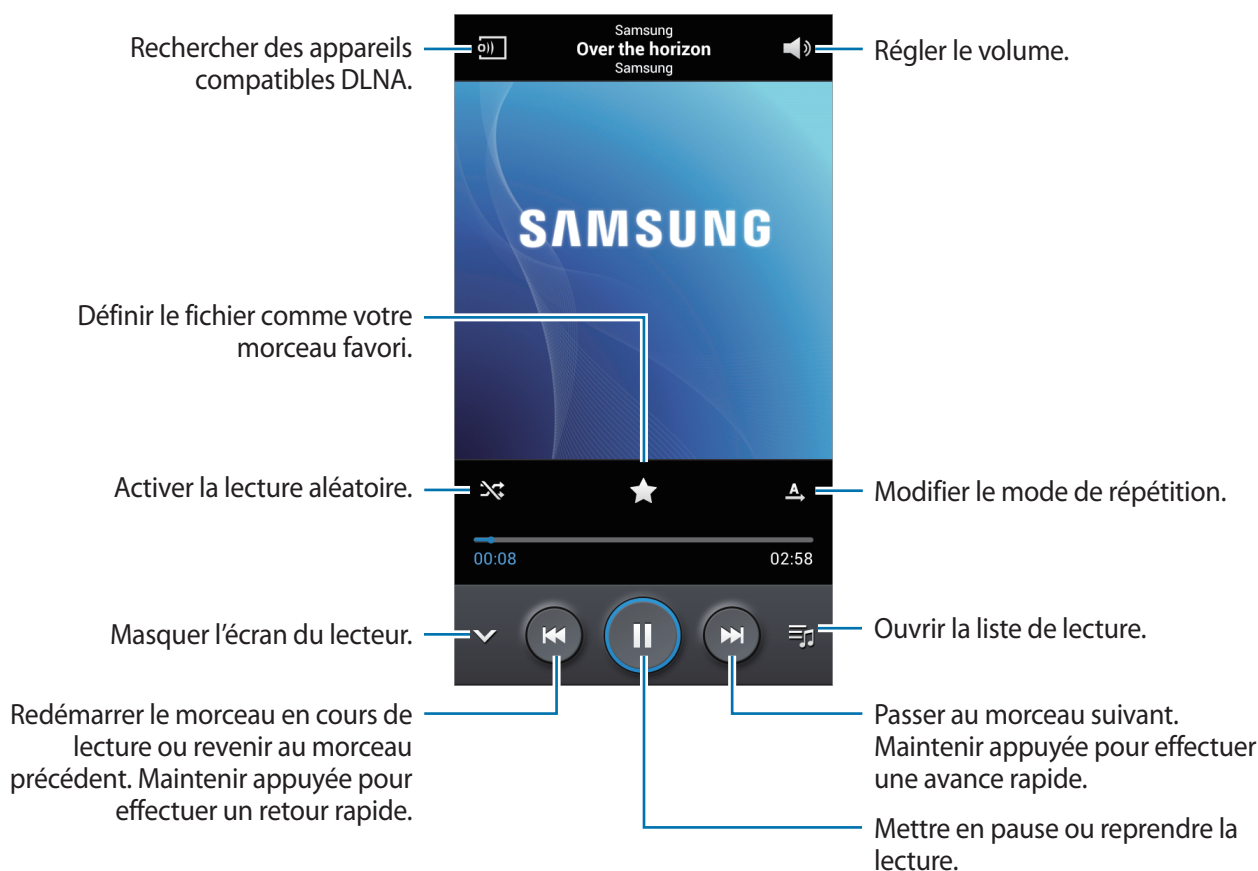 Rechercher des appareils
compatibles DLNA.
Samsung
Over the horizon
Samsung
Régler le volume.
SAMSUNG
Définir le fichier comme votre
morceau favori.
Activer la lecture aléatoire.
A
Modifier le mode de répétition.
00:08
02:58
Masquer l’écran du lecteur.
Ouvrir la liste de lecture.
Redémarrer le morceau en cours de
lecture ou revenir au morceau
précédent. Maintenir appuyée pour
effectuer un retour rapide.
Passer au morceau suivant.
Maintenir appuyée pour effectuer
une avance rapide.
Mettre en pause ou reprendre la
lecture.